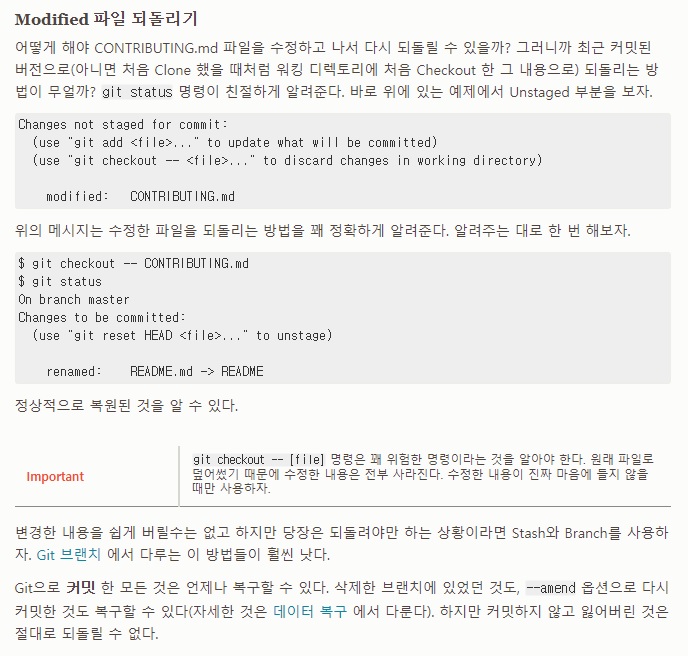 Modified 파일 되돌리기
어떻게 해야 CONTRIBUTING.md 파일을 수정하고 나서 다시 되돌릴 수 있을까? 그러니까 최근 커밋된
버전으로(아니면 처음 Clone 했을 때처럼 워킹 디렉토리에 처음 Checkout 한 그 내용으로) 되돌리는 방
법이 무얼까? git status 명령이 친절하게 알려준다. 바로 위에 있는 예제에서 Unstaged 부분을 보자.
Changes not staged for commit:
  (use "git add <file>..." to update what will be committed)
  (use "git checkout -- <file>..." to discard changes in working directory)
    modified:   CONTRIBUTING.md
위의 메시지는 수정한 파일을 되돌리는 방법을 꽤 정확하게 알려준다. 알려주는 대로 한 번 해보자.
$ git checkout -- CONTRIBUTING.md
$ git status
On branch master
Changes to be committed:
  (use "git reset HEAD <file>..." to unstage)
    renamed:    README.md -> README
정상적으로 복원된 것을 알 수 있다.
Important
git checkout -- [file] 명령은 꽤 위험한 명령이라는 것을 알아야 한다. 원래 파일로
덮어썼기 때문에 수정한 내용은 전부 사라진다. 수정한 내용이 진짜 마음에 들지 않을
때만 사용하자.
변경한 내용을 쉽게 버릴수는 없고 하지만 당장은 되돌려야만 하는 상황이라면 Stash와 Branch를 사용하
자. Git 브랜치 에서 다루는 이 방법들이 훨씬 낫다.
Git으로 커밋 한 모든 것은 언제나 복구할 수 있다. 삭제한 브랜치에 있었던 것도, --amend 옵션으로 다시
커밋한 것도 복구할 수 있다(자세한 것은 데이터 복구 에서 다룬다). 하지만 커밋하지 않고 잃어버린 것은
절대로 되돌릴 수 없다.